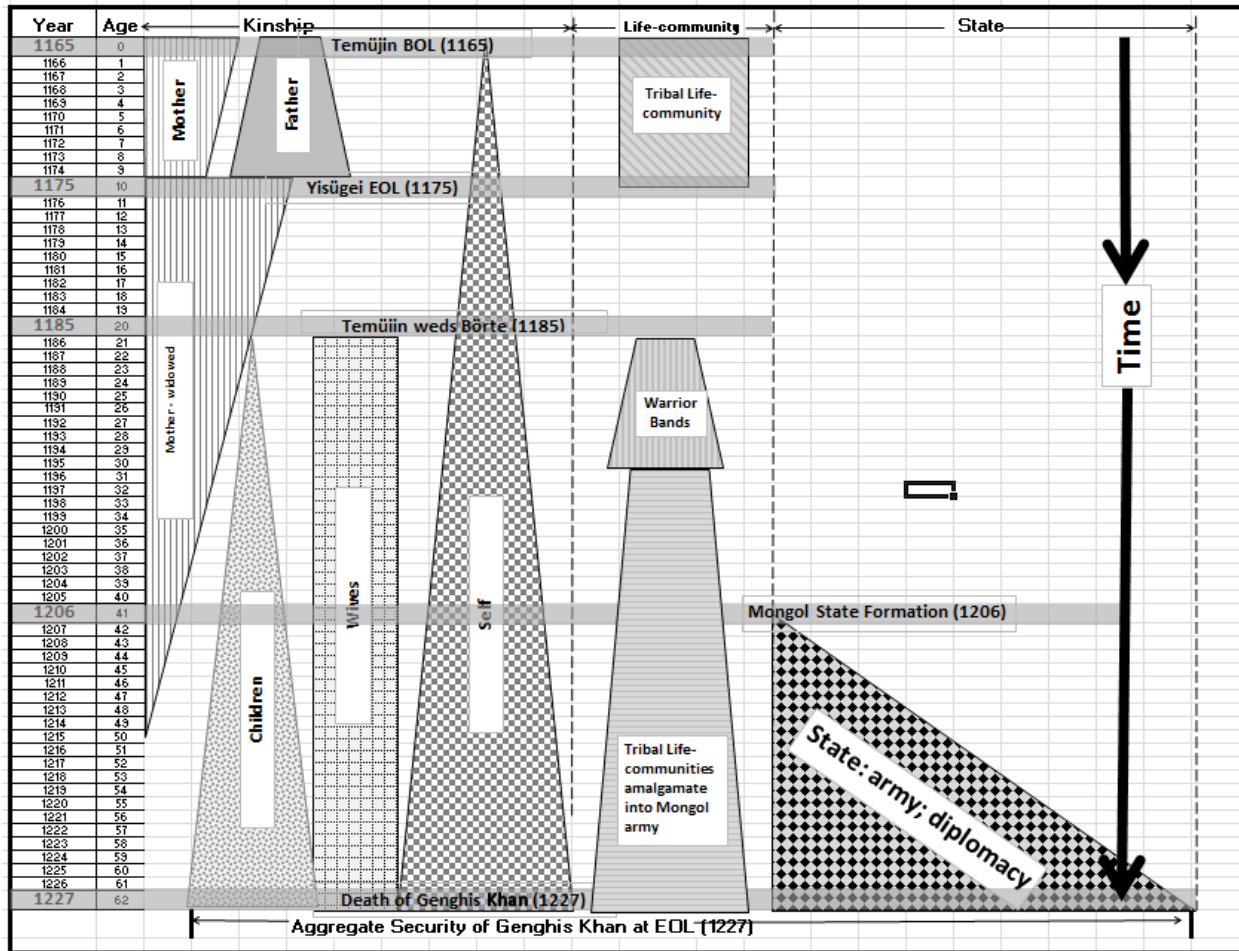 Year Age Kinship Life-community State
1165 0 Temüjin BOL (1165)
1166 1
1167 2
1168 3
1169 4
1170 5
1171 6
1172 7
1173 8
1174 9
Mother
Father
Tribal Life-
community
1175 10 Yisügei EOL (1175)
1176 11
1177 12
1178 13
1179 14
1180 15
1181 16
1182 17
1183 18
1184 19
1185 20 Temüjin weds Börte (1185)
Time
1186 21
1187 22
1188 23
1189 24
1190 25
1191 26
1192 27
1193 28
1194 29
1195 30
1196 31
1197 32
1198 33
1199 34
1200 35
1201 36
1202 37
1203 38
1204 39
1205 40
Mother - widowed
Warrior
Bands
1206 41 Mongol State Formation (1206)
1207 42
1208 43
1209 44
1210 45
1211 46
1212 47
1213 48
1214 49
1215 50
1216 51
1217 52
1218 53
1219 54
1220 55
1221 56
1222 57
1223 58
1224 59
1225 60
1226 61
Children
Wives
Self
Tribal Life-
communities
amalgamate
into Mongol
army
State: army; diplomacy
1227 62 Death of Genghis Khan (1227)
Aggregate Security of Genghis Khan at EOL (1227)